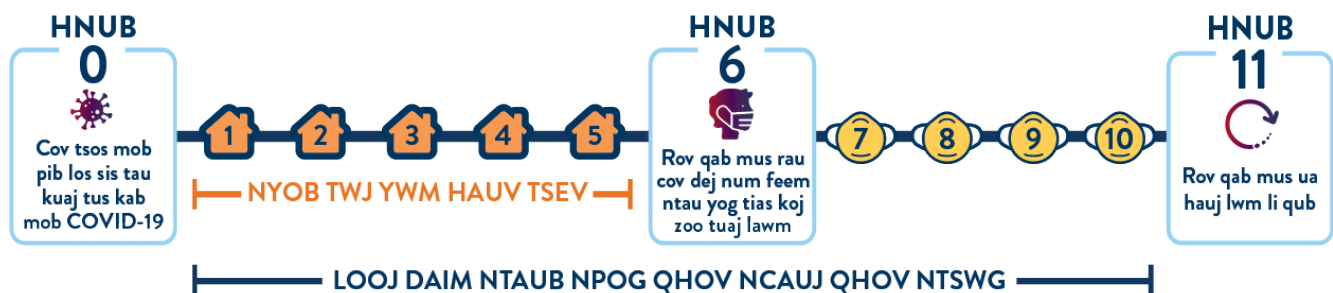 HNUB
0
Cov tsos mob
pib los sis tau
kuaj tus kab
mob COVID-19
1
2
3
4
5
NYOB TWJ YWM HAUV TSEV
HNUB
6
Rov qab mus rau
cov dej num feem
ntau yog tias koj
zoo tuaj lawm
7
8
9
10
HNUB
11
Rov qab mus ua
hauj lwm li qub
LOOJ DAIM NTAUB NPOG QHOV NCAUJ QHOV NTSWG